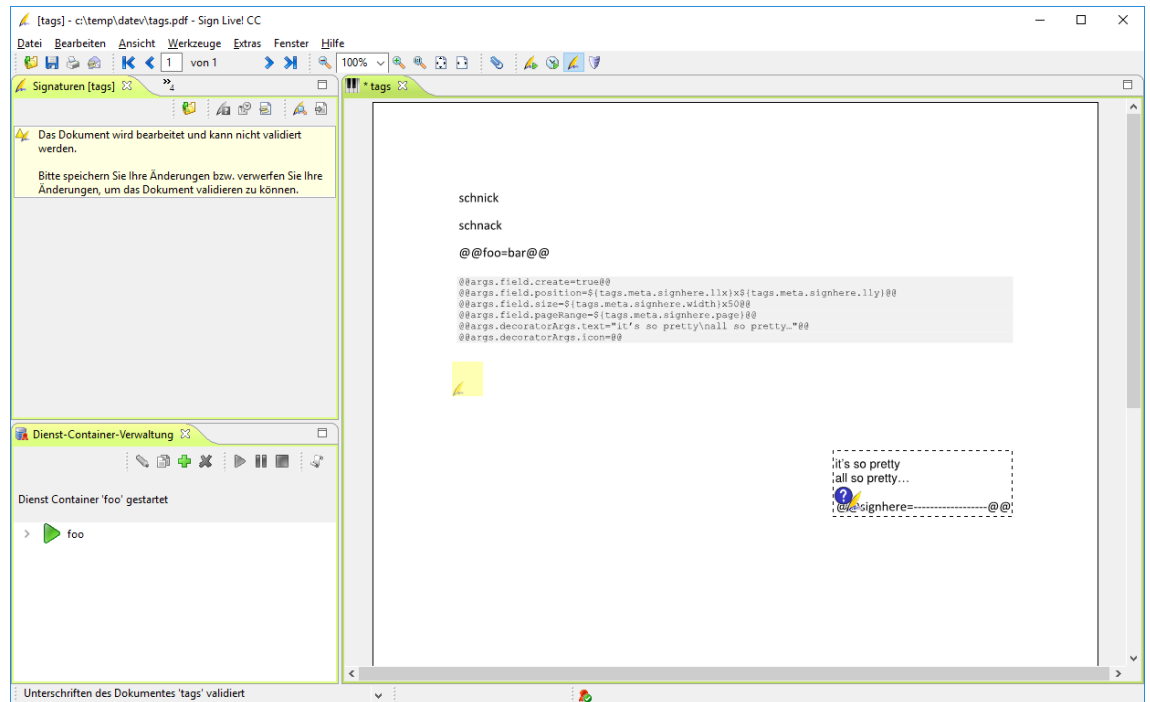 [tags] - c:\temp\datev\tags.pdf - Sign Live! CC
Datei Bearbeiten Ansicht Werkzeuge Extras Fenster Hilfe
1 von 1 100%
Signaturen [tags] »4
Das Dokument wird bearbeitet und kann nicht validiert
werden.
Bitte speichern Sie Ihre Änderungen bzw. verwerfen Sie Ihre
Änderungen, um das Dokument validieren zu können.
Dienst-Container-Verwaltung
Dienst Container 'foo' gestartet
foo
* tags
schnick
schnack
@@foo=bar@@
@@args.field.create=true@@
@@args.field.position=${tags.meta.signhere.llx}x${tags.meta.signhere.lly}@@
@@args.field.size=${tags.meta.signhere.width}x50@@
@@args.field.pageRange=${tags.meta.signhere.page}@@
@@args.decoratorArgs.text="it's so pretty\nall so pretty…"@@
@@args.decoratorArgs.icon=@@
it's so pretty
all so pretty…
@@signhere=------------------@@
Unterschriften des Dokumentes 'tags' validiert